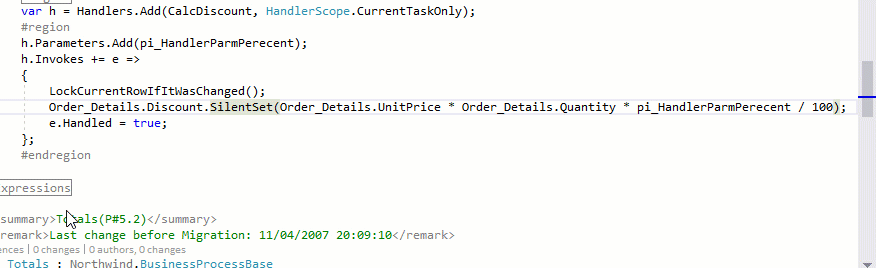 var h = Handlers.Add(CalcDiscount, HandlerScope.CurrentTaskOnly);
#region
h.Parameters.Add(pi_HandlerParmPerecent);
h.Invokes += e =>
{
LockCurrentRowIfItWasChanged();
Order_Details.Discount.SilentSet(Order_Details.UnitPrice * Order_Details.Quantity * pi_HandlerParmPerecent / 100);
e.Handled = true;
};
#endregion
xpressions
summary>Totals(P#5.2)</summary>
remark>Last change before Migration: 11/04/2007 20:09:10</remark>
ences | 0 changes | 0 authors, 0 changes
Totals : Northwind.BusinessProcessBase